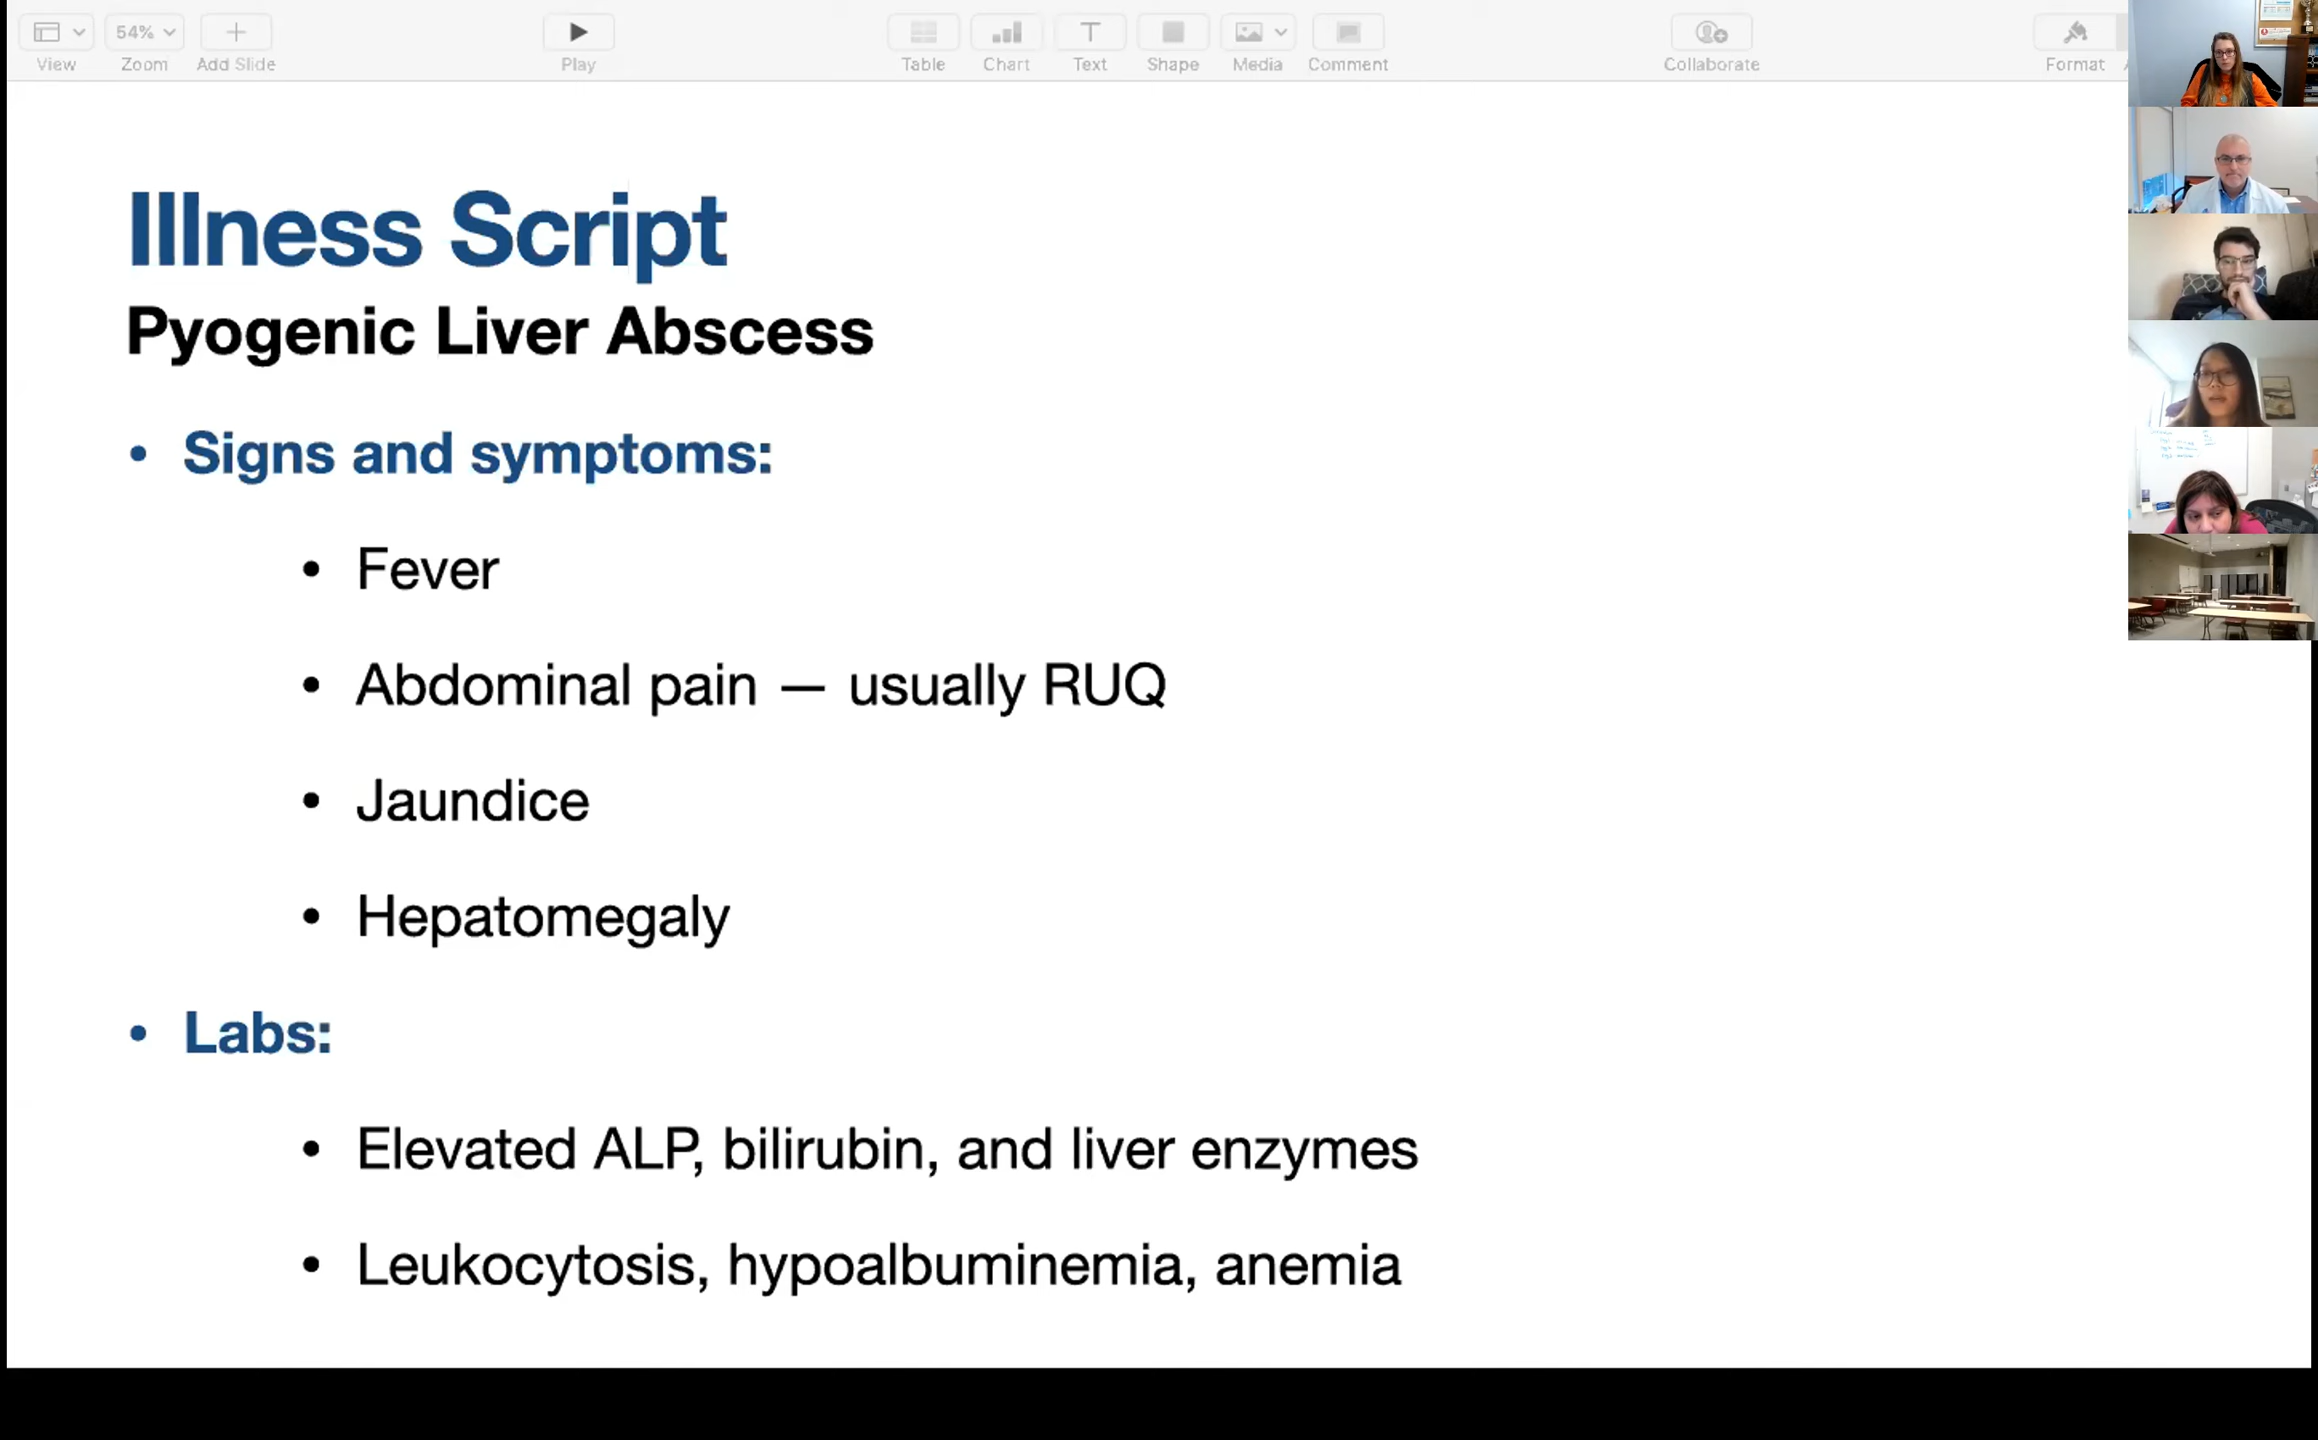 54%
View
Zoom
Add Slide
Play
Table
Chart
Text
Shape
Media
Comment
Collaborate
Format
Illness Script
Pyogenic Liver Abscess
• Signs and symptoms:
• Fever
• Abdominal pain — usually RUQ
• Jaundice
• Hepatomegaly
• Labs:
• Elevated ALP, bilirubin, and liver enzymes
• Leukocytosis, hypoalbuminemia, anemia